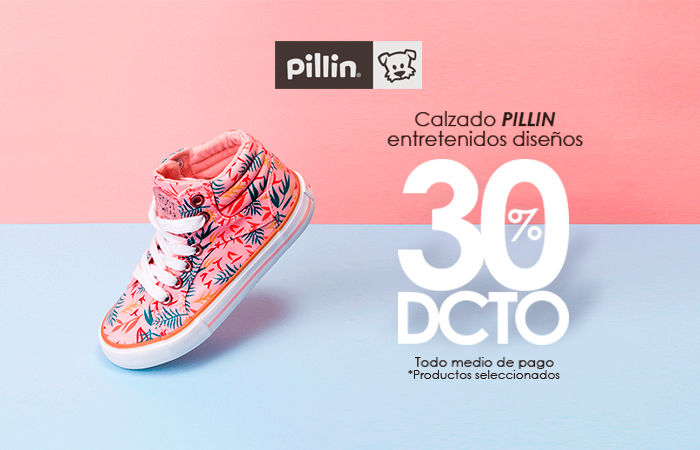 pillin®
Calzado PILLIN
entretenidos diseños
30%
DCTO
Todo medio de pago
*Productos seleccionados